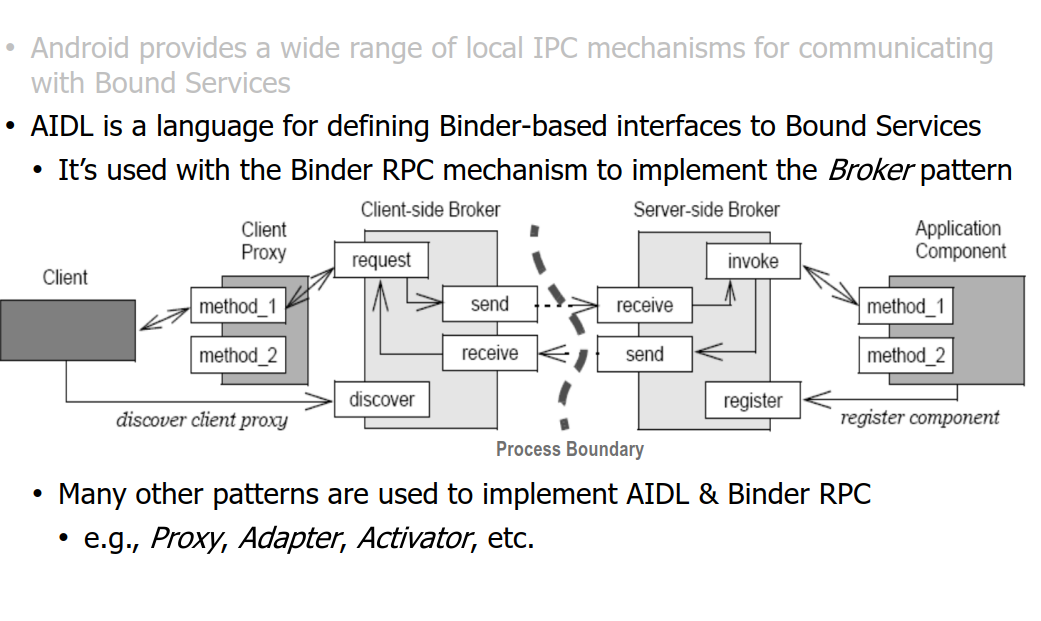 • Android provides a wide range of local IPC mechanisms for communicating
with Bound Services
• AIDL is a language for defining Binder-based interfaces to Bound Services
• It’s used with the Binder RPC mechanism to implement the Broker pattern
Client-side Broker
Server-side Broker
Client
Proxy
Application
Component
Client
request
invoke
method_1
send
receive
method_1
method_2
receive
send
method_2
discover
register
discover client proxy
register component
Process Boundary
• Many other patterns are used to implement AIDL & Binder RPC
• e.g., Proxy, Adapter, Activator, etc.